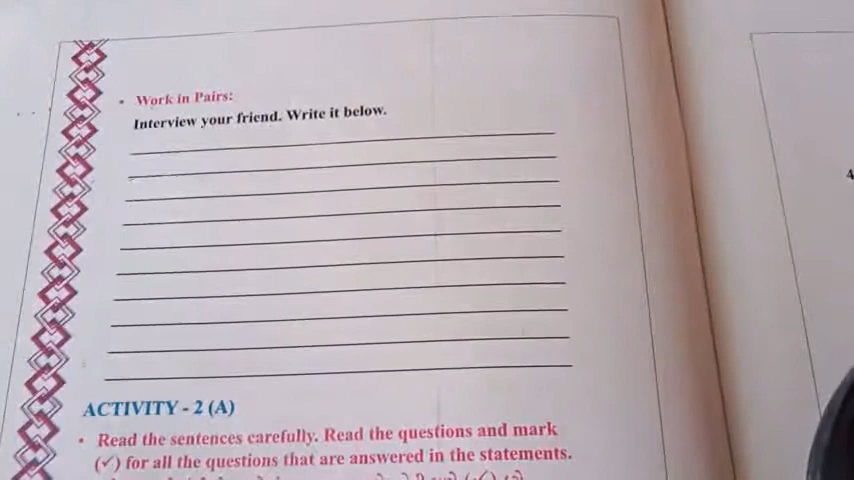 • Work in Pairs:
Interview your friend. Write it below.
ACTIVITY - 2 (A)
• Read the sentences carefully. Read the questions and mark
(✓) for all the questions that are answered in the statements.
4